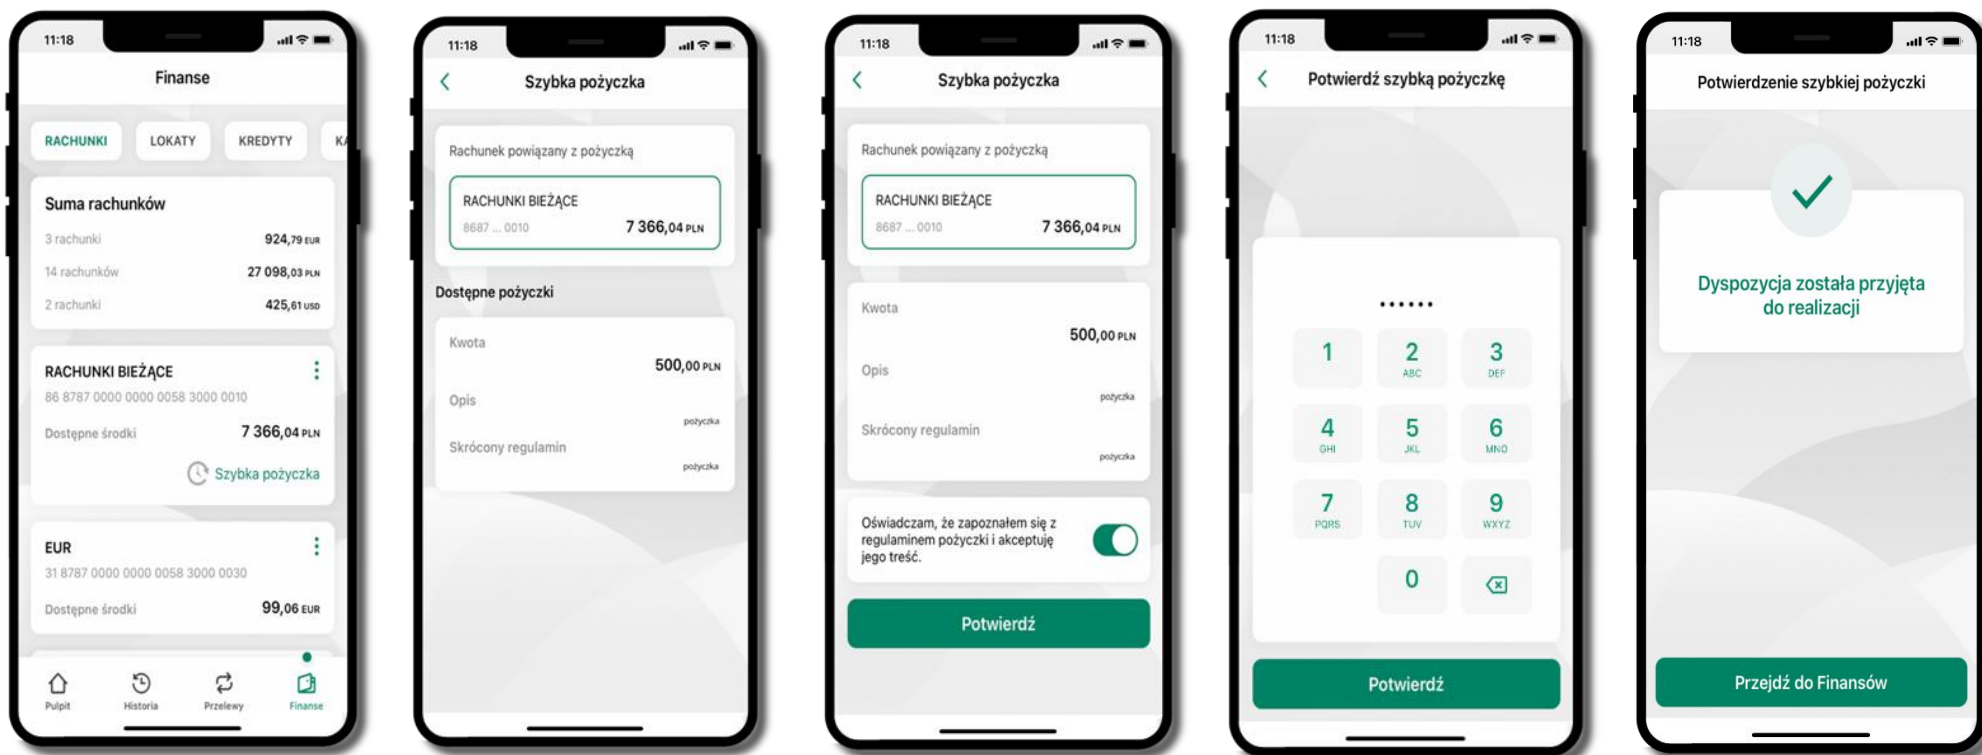 11:18
Finanse
RACHUNKI LOKATY KREDYTY KA
Suma rachunków
3 rachunki 924,79 EUR
14 rachunków 27 098,03 PLN
2 rachunki 425,61 USD
RACHUNKI BIEŻĄCE
86 8787 0000 0000 0058 3000 0010
Dostępne środki 7 366,04 PLN
Szybka pożyczka
EUR
31 8787 0000 0000 0058 3000 0030
Dostępne środki 99,06 EUR
Pulpit Historia Przelewy Finanse
11:18
Szybka pożyczka
Rachunek powiązany z pożyczką
RACHUNKI BIEŻĄCE
8687 ... 0010 7 366,04 PLN
Dostępne pożyczki
Kwota
500,00 PLN
Opis
pożyczka
Skrócony regulamin
pożyczka
11:18
Szybka pożyczka
Rachunek powiązany z pożyczką
RACHUNKI BIEŻĄCE
8687 ... 0010 7 366,04 PLN
Kwota
500,00 PLN
Opis
pożyczka
Skrócony regulamin
pożyczka
Oświadczam, że zapoznałem się z
regulaminem pożyczki i akceptuję
jego treść.
Potwierdź
11:18
Potwierdź szybką pożyczkę
••••••
1 2 3
ABC DEF
4 5 6
GHI JKL MNO
7 8 9
PQRS TUV WXYZ
0
Potwierdź
11:18
Potwierdzenie szybkiej pożyczki
Dyspozycja została przyjęta
do realizacji
Przejdź do Finansów